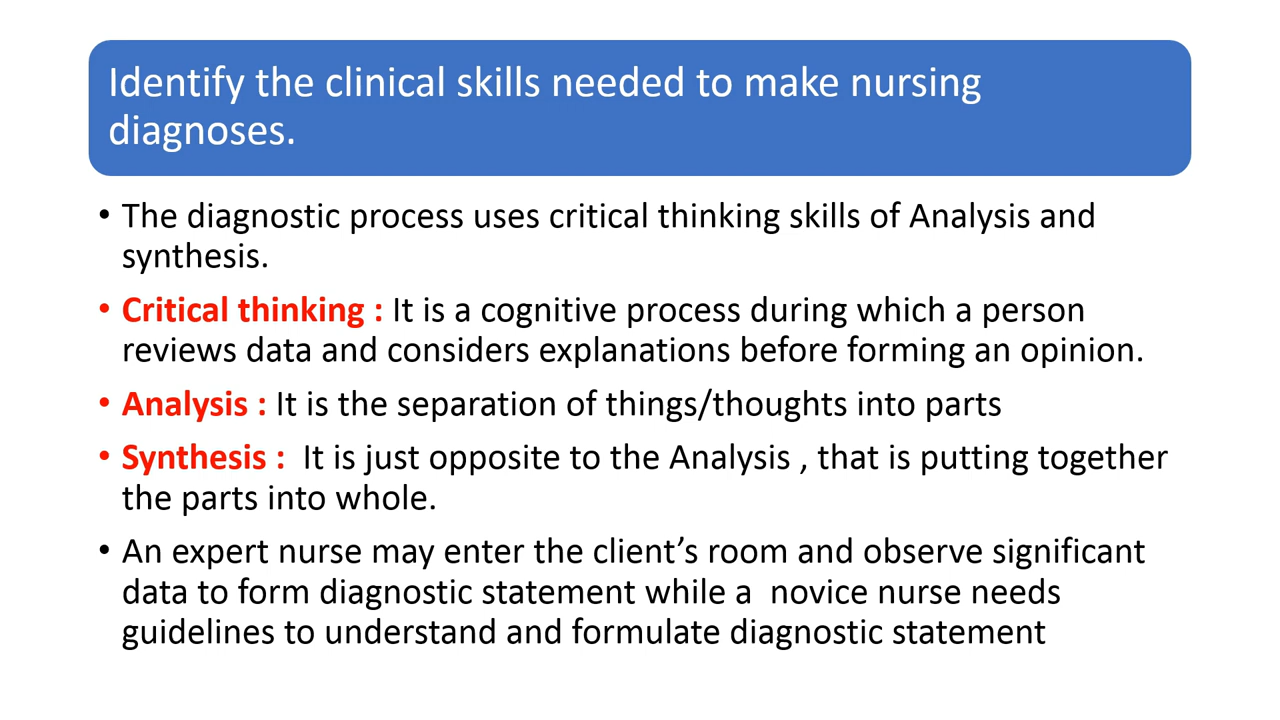 Identify the clinical skills needed to make nursing
diagnoses.
• The diagnostic process uses critical thinking skills of Analysis and
synthesis.
• Critical thinking : It is a cognitive process during which a person
reviews data and considers explanations before forming an opinion.
• Analysis : It is the separation of things/thoughts into parts
• Synthesis :  It is just opposite to the Analysis , that is putting together
the parts into whole.
• An expert nurse may enter the client’s room and observe significant
data to form diagnostic statement while a  novice nurse needs
guidelines to understand and formulate diagnostic statement